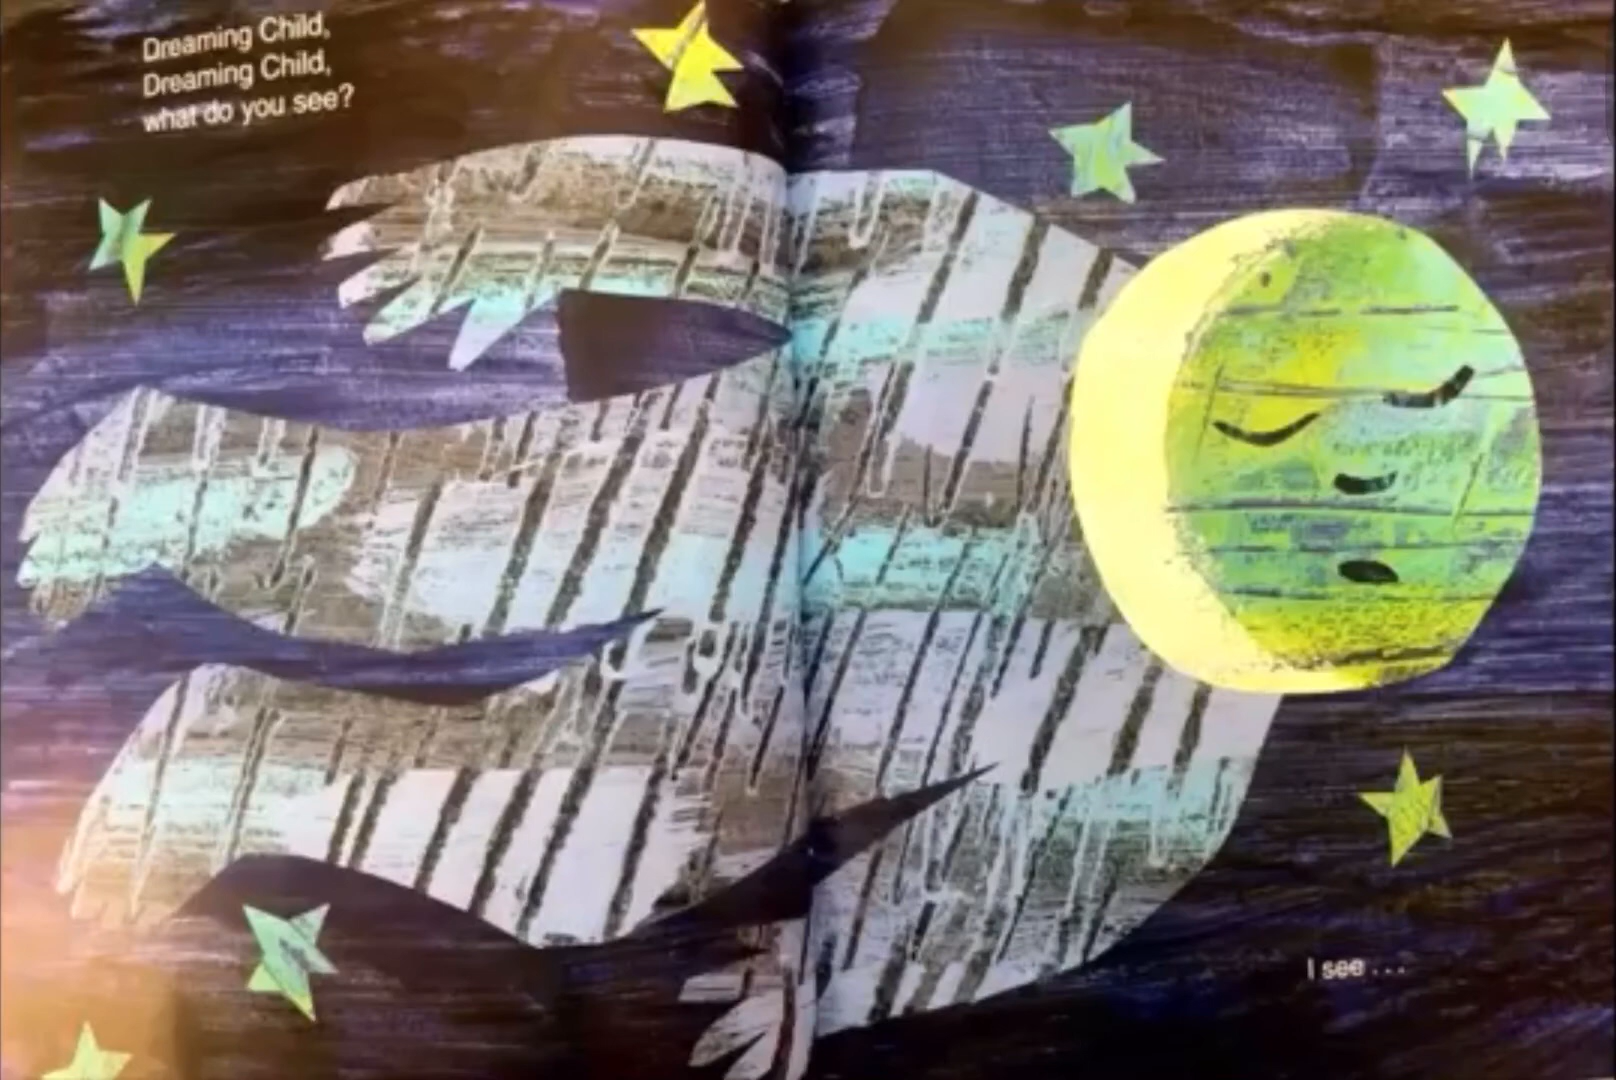 Dreaming Child,
Dreaming Child,
what do you see?
I see . . .